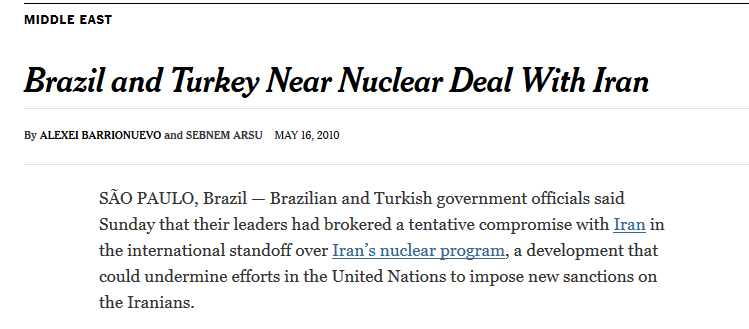 MIDDLE EAST
Brazil and Turkey Near Nuclear Deal With Iran
By ALEXEI BARRIONUEVO and SEBNEM ARSU MAY 16, 2010
SÃO PAULO, Brazil — Brazilian and Turkish government officials said
Sunday that their leaders had brokered a tentative compromise with Iran in
the international standoff over Iran’s nuclear program, a development that
could undermine efforts in the United Nations to impose new sanctions on
the Iranians.